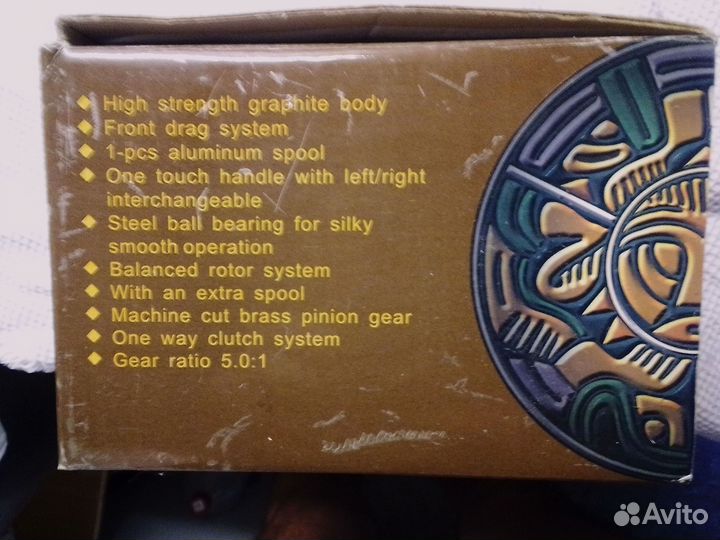 ◆ High strength graphite body
◆ Front drag system
◆ 1-pcs aluminum spool
◆ One touch handle with left/right
interchangeable
◆ Steel ball bearing for silky
smooth operation
◆ Balanced rotor system
◆ With an extra spool
◆ Machine cut brass pinion gear
◆ One way clutch system
◆ Gear ratio 5.0:1
Avito